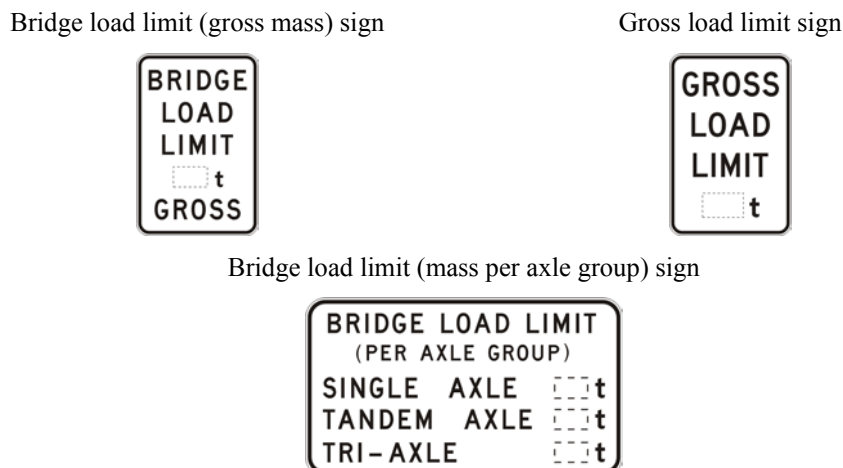 Bridge load limit (gross mass) sign
Gross load limit sign
BRIDGE
LOAD
LIMIT
t
GROSS
GROSS
LOAD
LIMIT
t
Bridge load limit (mass per axle group) sign
BRIDGE LOAD LIMIT
(PER AXLE GROUP)
SINGLE AXLE t
TANDEM AXLE t
TRI-AXLE t